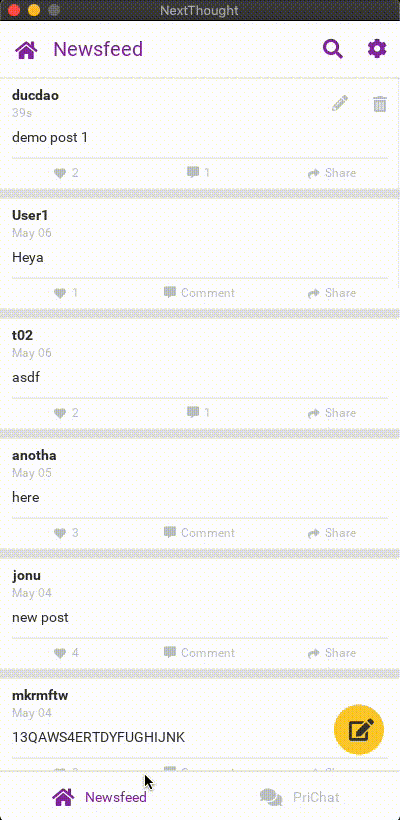 NextThought
Newsfeed
ducdao
39s
demo post 1
2 1 Share
User1
May 06
Heya
1 Comment Share
t02
May 06
asdf
2 1 Share
anotha
May 05
here
3 Comment Share
jonu
May 04
new post
4 Comment Share
mkrmftw
May 04
13QAWS4ERTDYFUGHIJNK
Newsfeed PriChat